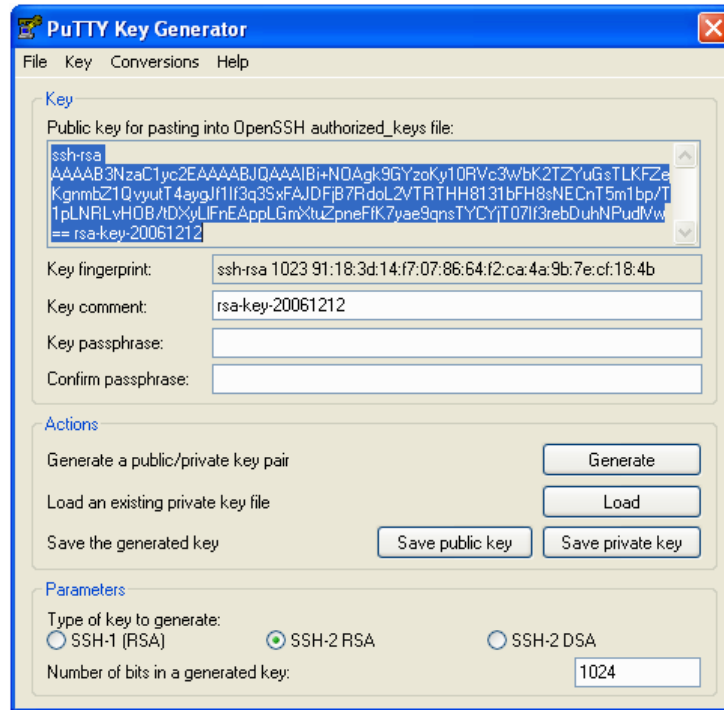 PuTTY Key Generator
File Key Conversions Help
Key
Public key for pasting into OpenSSH authorized_keys file:
ssh-rsa
AAAAB3NzaC1yc2EAAAABJQAAAIBi+NOAgk9GYzoKy10RVc3WbK2TZYuGsTLKFZe
KgnmbZ1QvyutT4aygJf1lf3q3SxFAJDFjB7RdoL2VTRTHH8131bFH8sNECnT5m1bp/T
1pLNRLvHOB/tDXyLlFnEAppLGmXtuZpneFfK7yae9qnsTYCYjT07lf3rebDuhNPudlVw
== rsa-key-20061212
Key fingerprint: ssh-rsa 1023 91:18:3d:14:f7:07:86:64:f2:ca:4a:9b:7e:cf:18:4b
Key comment: rsa-key-20061212
Key passphrase:
Confirm passphrase:
Actions
Generate a public/private key pair Generate
Load an existing private key file Load
Save the generated key Save public key Save private key
Parameters
Type of key to generate:
SSH-1 (RSA) SSH-2 RSA SSH-2 DSA
Number of bits in a generated key: 1024